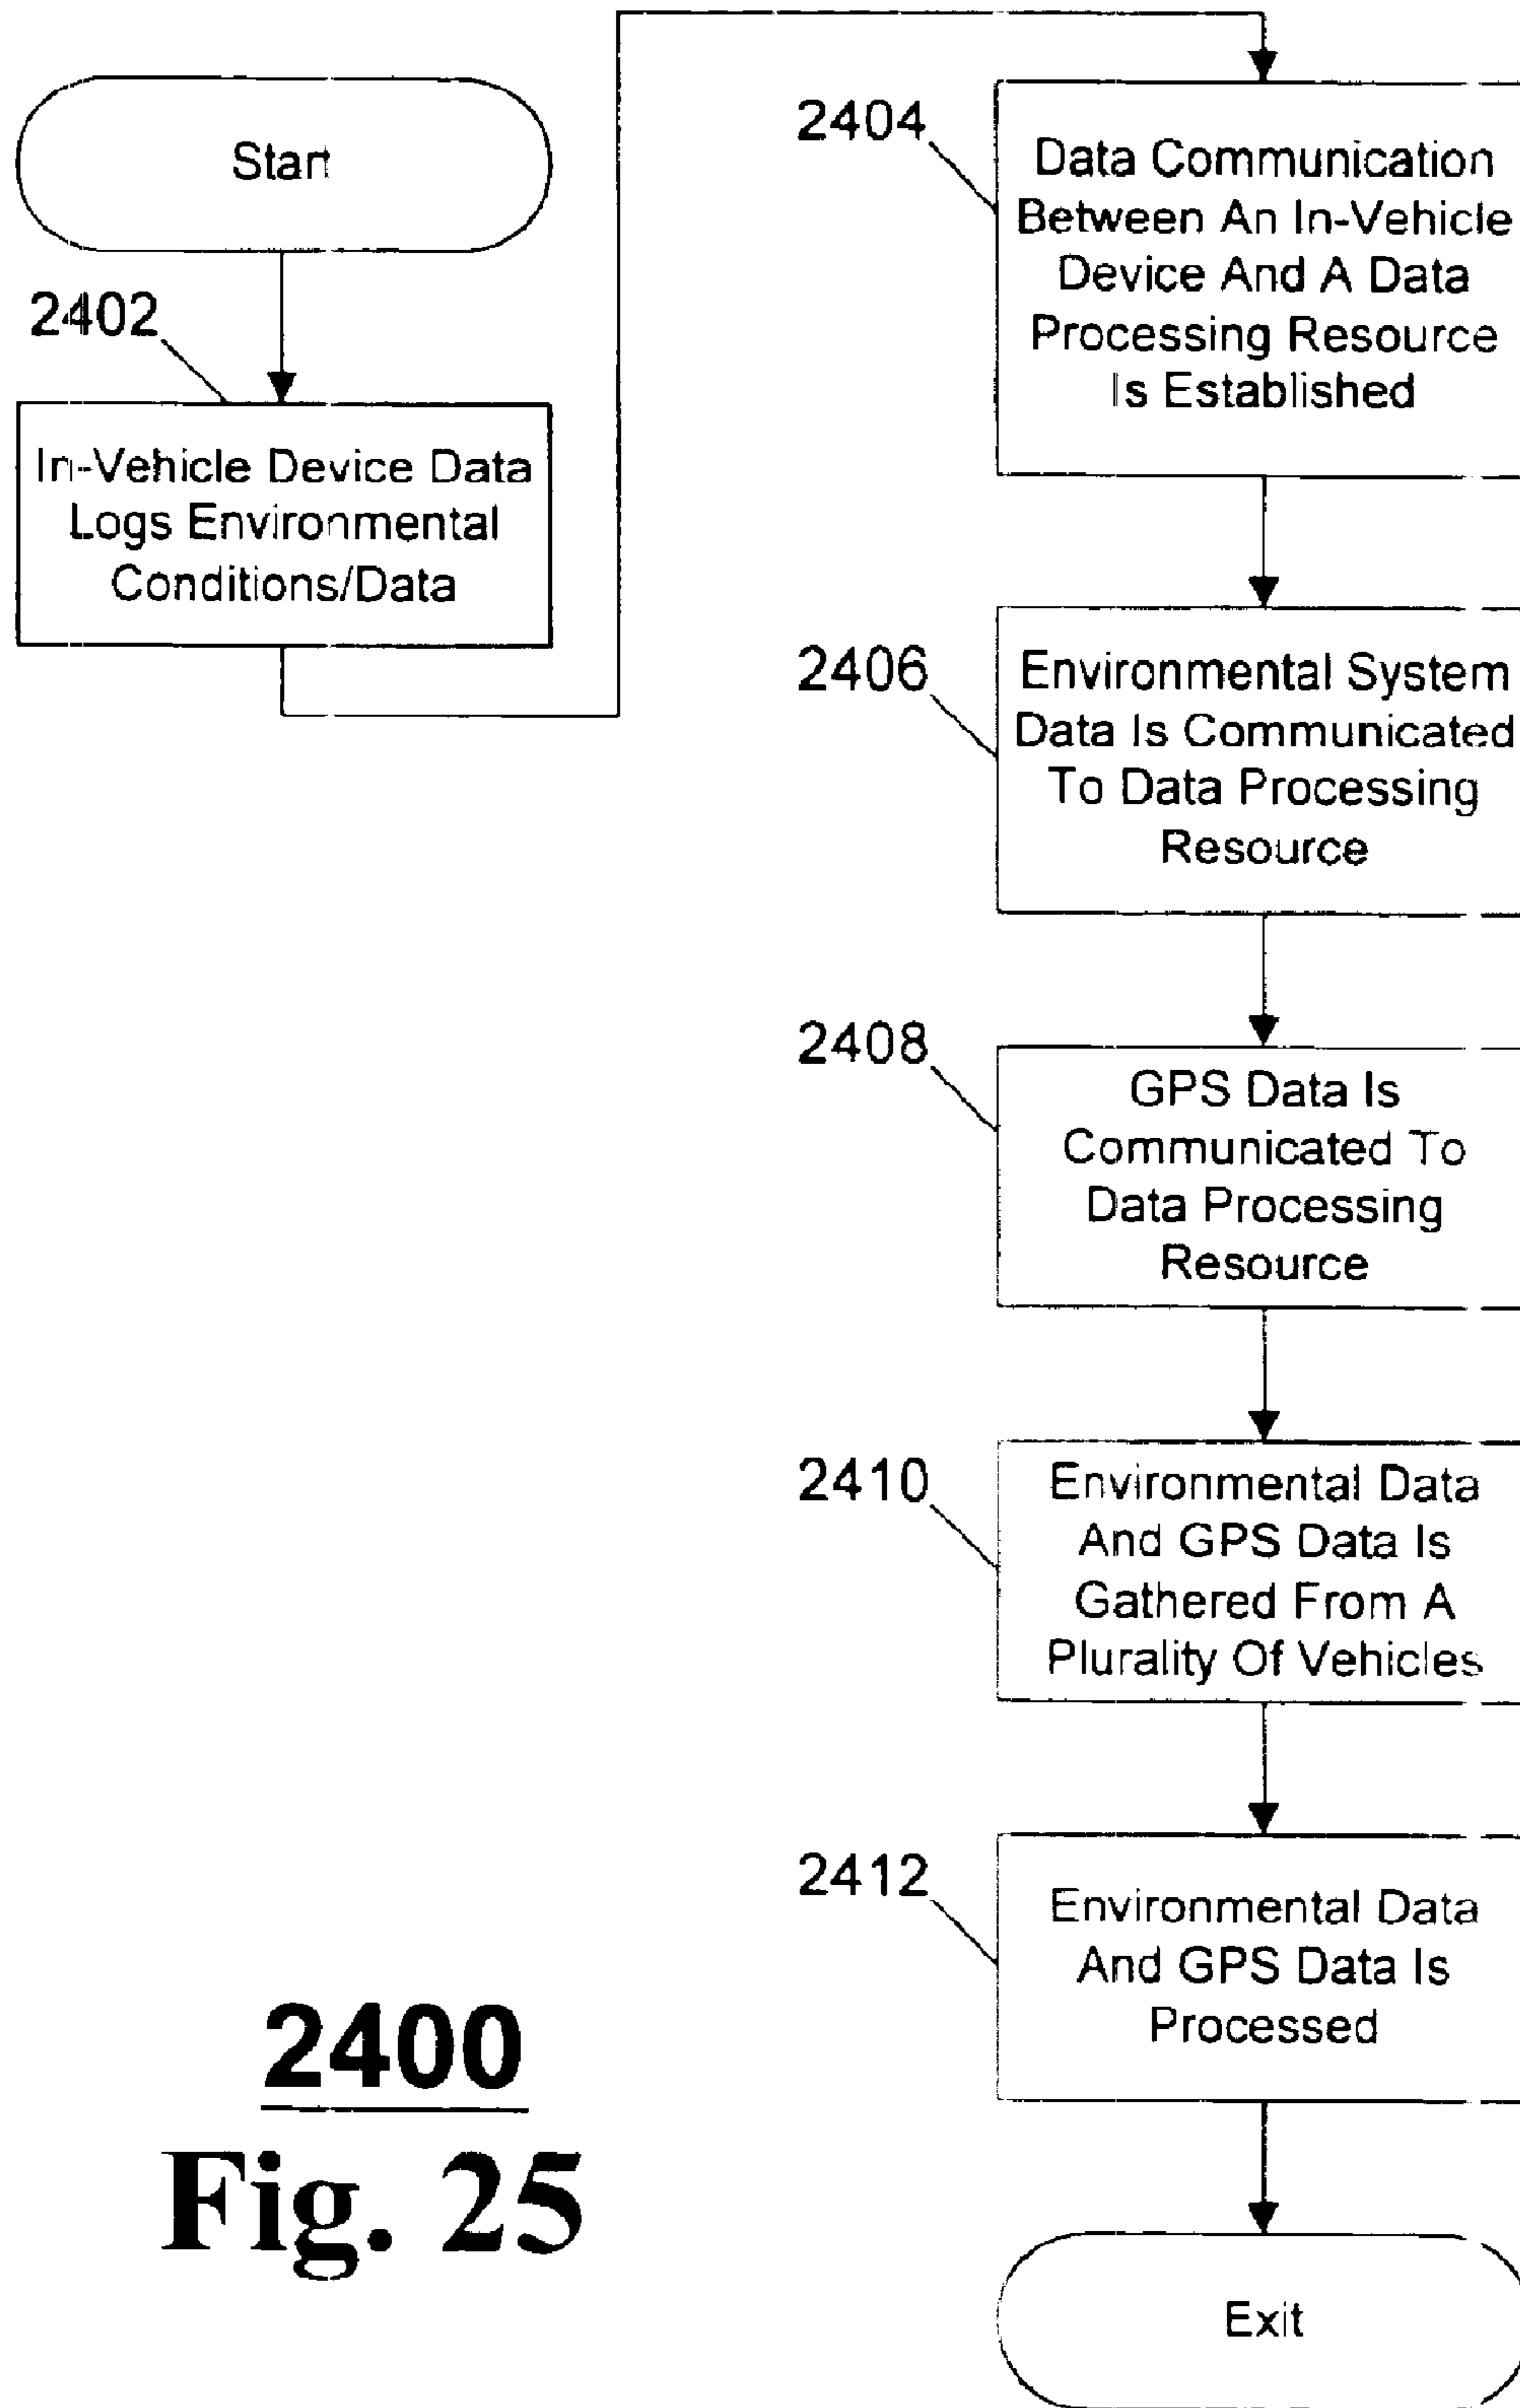 Start
2402
In-Vehicle Device Data
Logs Environmental
Conditions/Data
2404
Data Communication
Between An In-Vehicle
Device And A Data
Processing Resource
Is Established
2406
Environmental System
Data Is Communicated
To Data Processing
Resource
2408
GPS Data Is
Communicated To
Data Processing
Resource
2410
Environmental Data
And GPS Data Is
Gathered From A
Plurality Of Vehicles
2412
Environmental Data
And GPS Data Is
Processed
Exit
2400
Fig. 25